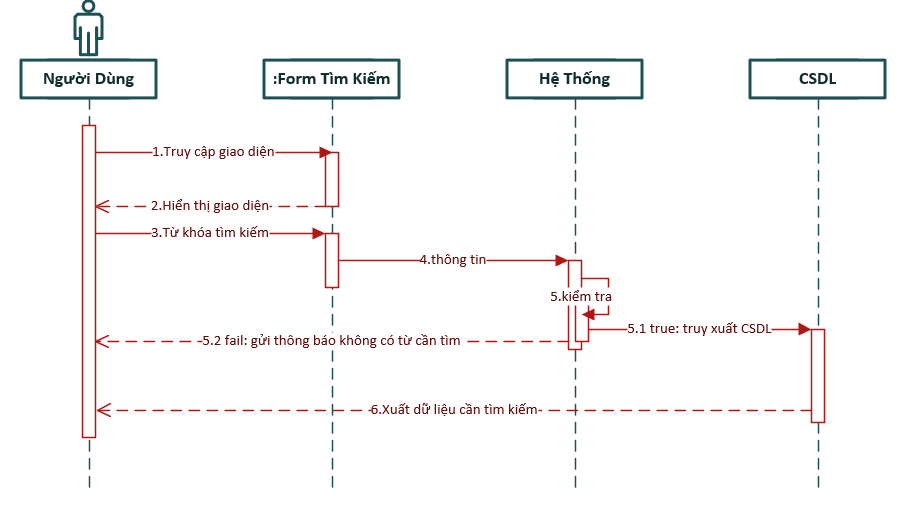 Người Dùng
:Form Tìm Kiếm
Hệ Thống
CSDL
1.Truy cập giao diện
2.Hiển thị giao diện
3.Từ khóa tìm kiếm
4.thông tin
5.kiểm tra
5.1 true: truy xuất CSDL
5.2 fail: gửi thông báo không có từ cần tìm
6.Xuất dữ liệu cần tìm kiếm